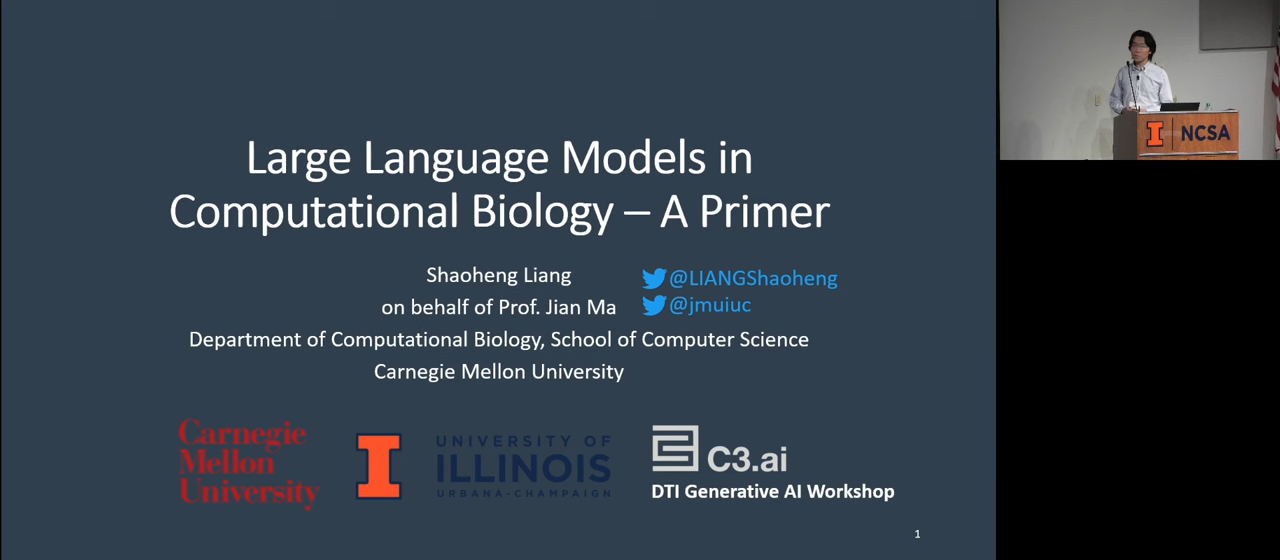 Large Language Models in
Computational Biology – A Primer
Shaoheng Liang
@LIANGShaoheng
on behalf of Prof. Jian Ma
@jmuiuc
Department of Computational Biology, School of Computer Science
Carnegie Mellon University
Carnegie
Mellon
University
I
UNIVERSITY OF
ILLINOIS
URBANA-CHAMPAIGN
C3.ai
DTI Generative AI Workshop
1
I NCSA